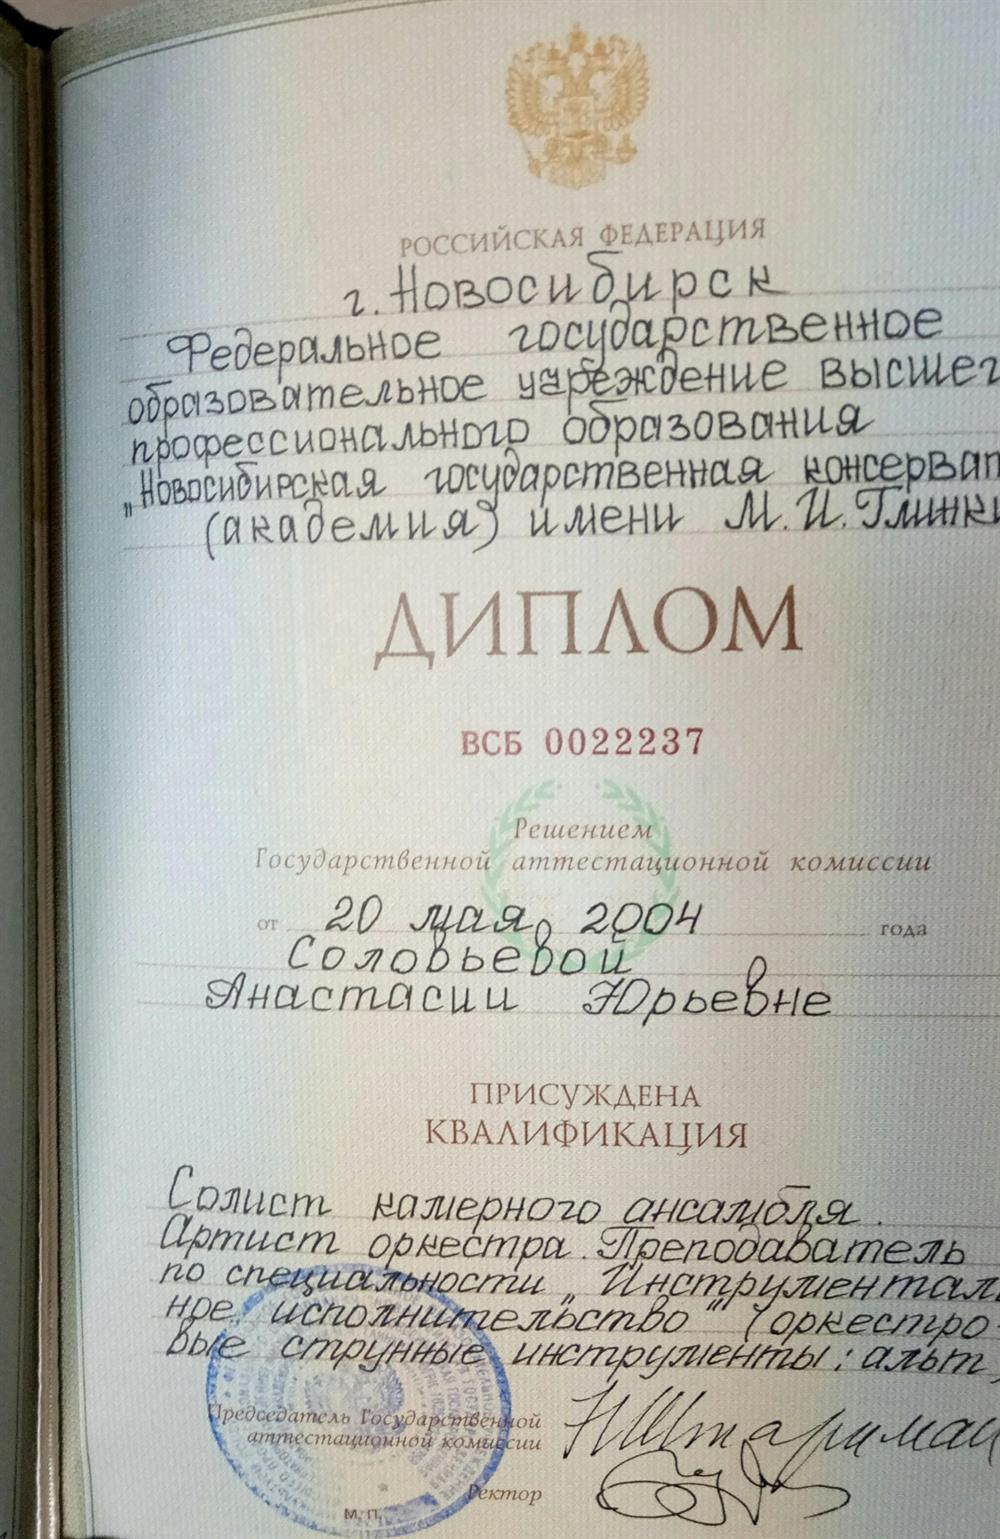 РОССИЙСКАЯ ФЕДЕРАЦИЯ
г. Новосибирск
Федеральное государственное
образовательное учреждение высшег
профессионального образования
„Новосибирская государственная консерват
(академия) имени М.И.Глинки
ДИПЛОМ
ВСБ 0022237
Решением
Государственной аттестационной комиссии
от 20 мая 2004 года
Соловьевой
Анастасии Юрьевне
ПРИСУЖДЕНА
КВАЛИФИКАЦИЯ
Солист камерного ансамбля.
Артист оркестра. Преподаватель
по специальности „Инструменталь
ное исполнительство" (оркестро-
вые струнные инструменты: альт)
Председатель Государственной
аттестационной комиссии
Ректор
М. П.